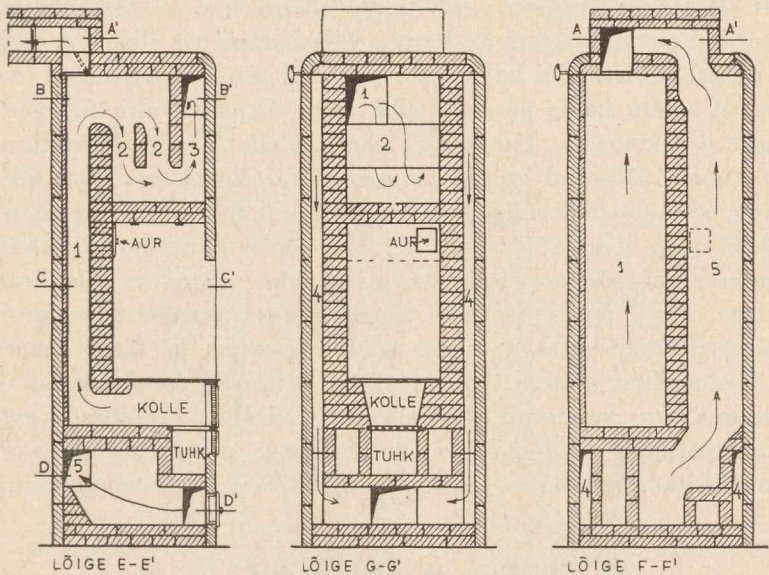 A'
B B'
1 2 2 3
AUR
C C'
KOLLE
TUHK
D 5 D'
LÕIGE E-E'
1
2
AUR
4 4
KOLLE
TUHK
LÕIGE G-G'
A A'
1 5
4 4
LÕIGE F-F'